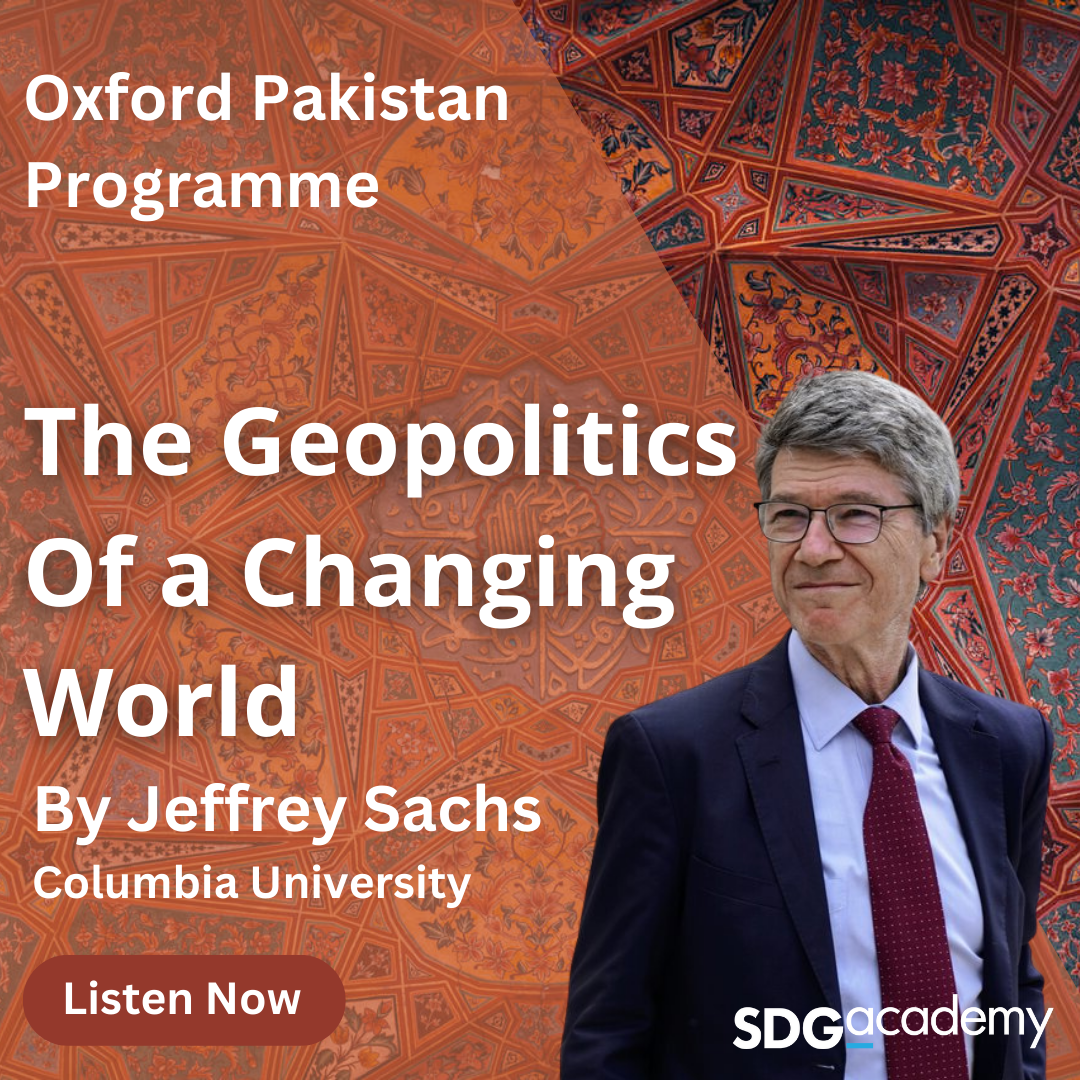 Oxford Pakistan
Programme
The Geopolitics
Of a Changing
World
By Jeffrey Sachs
Columbia University
Listen Now
SDGacademy